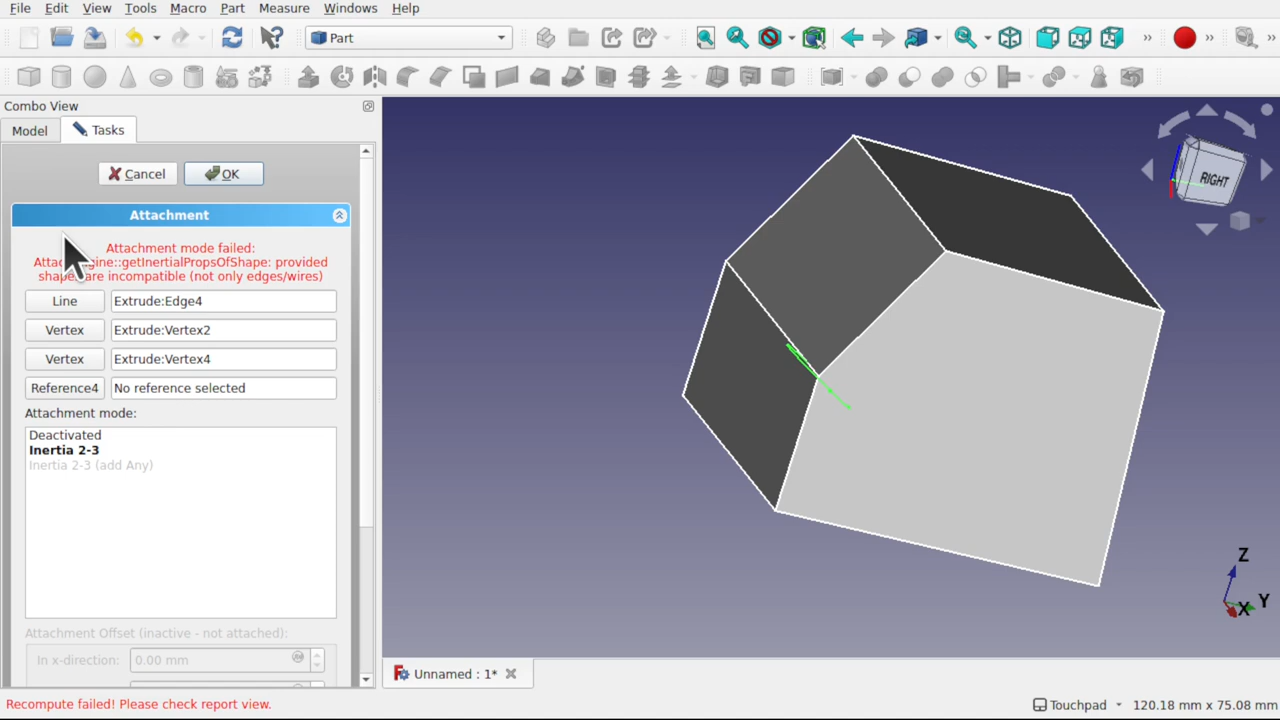 File Edit View Tools Macro Part Measure Windows Help
Part
Combo View
Model Tasks
Cancel OK
Attachment
Attachment mode failed:
shap are incompatible (not only edges/wires)
Line Extrude:Edge4
Vertex Extrude:Vertex2
Vertex Extrude:Vertex4
Reference4 No reference selected
Attachment mode:
Deactivated
Inertia 2-3
Inertia 2-3 (add Any)
Attachment Offset (inactive - not attached):
In x-direction: 0.00 mm
RIGHT
Z
X Y
Unnamed : 1*
Recompute failed! Please check report view.
Touchpad 120.18 mm x 75.08 mm